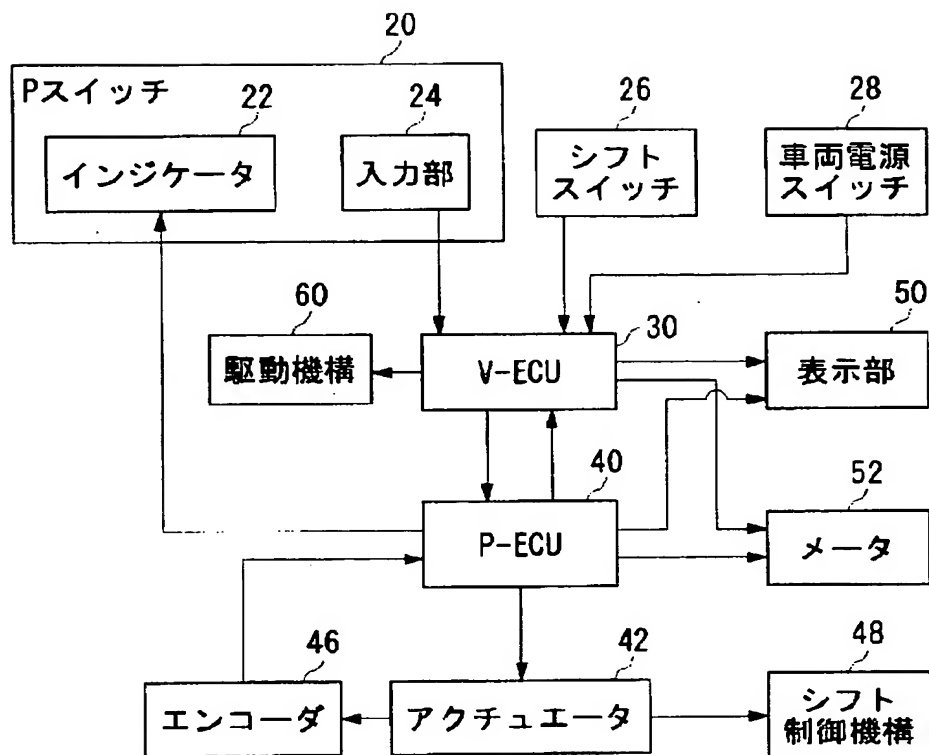 20
Pスイッチ
22
24
26
28
インジケータ
入力部
シフト
スイッチ
車両電源
スイッチ
60
30
50
駆動機構
V-ECU
表示部
40
52
P-ECU
メータ
46
42
48
エンコーダ
アクチュエータ
シフト
制御機構